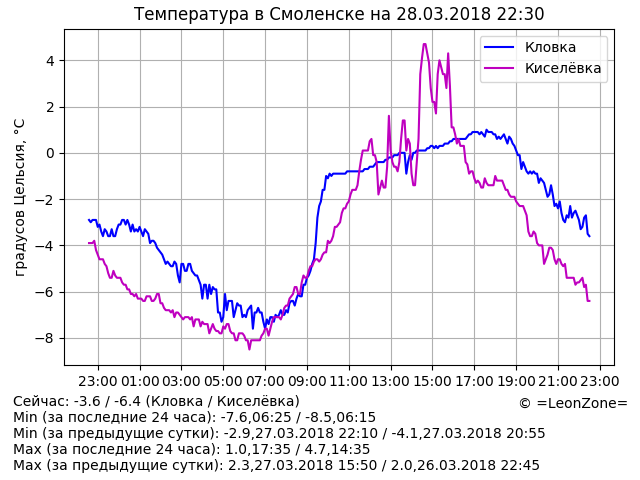 Температура в Смоленске на 28.03.2018 22:30
Кловка
Киселёвка
градусов Цельсия, °C
4
2
0
−2
−4
−6
−8
23:00 01:00 03:00 05:00 07:00 09:00 11:00 13:00 15:00 17:00 19:00 21:00 23:00
Сейчас: -3.6 / -6.4 (Кловка / Киселёвка)
© =LeonZone=
Min (за последние 24 часа): -7.6,06:25 / -8.5,06:15
Min (за предыдущие сутки): -2.9,27.03.2018 22:10 / -4.1,27.03.2018 20:55
Max (за последние 24 часа): 1.0,17:35 / 4.7,14:35
Max (за предыдущие сутки): 2.3,27.03.2018 15:50 / 2.0,26.03.2018 22:45